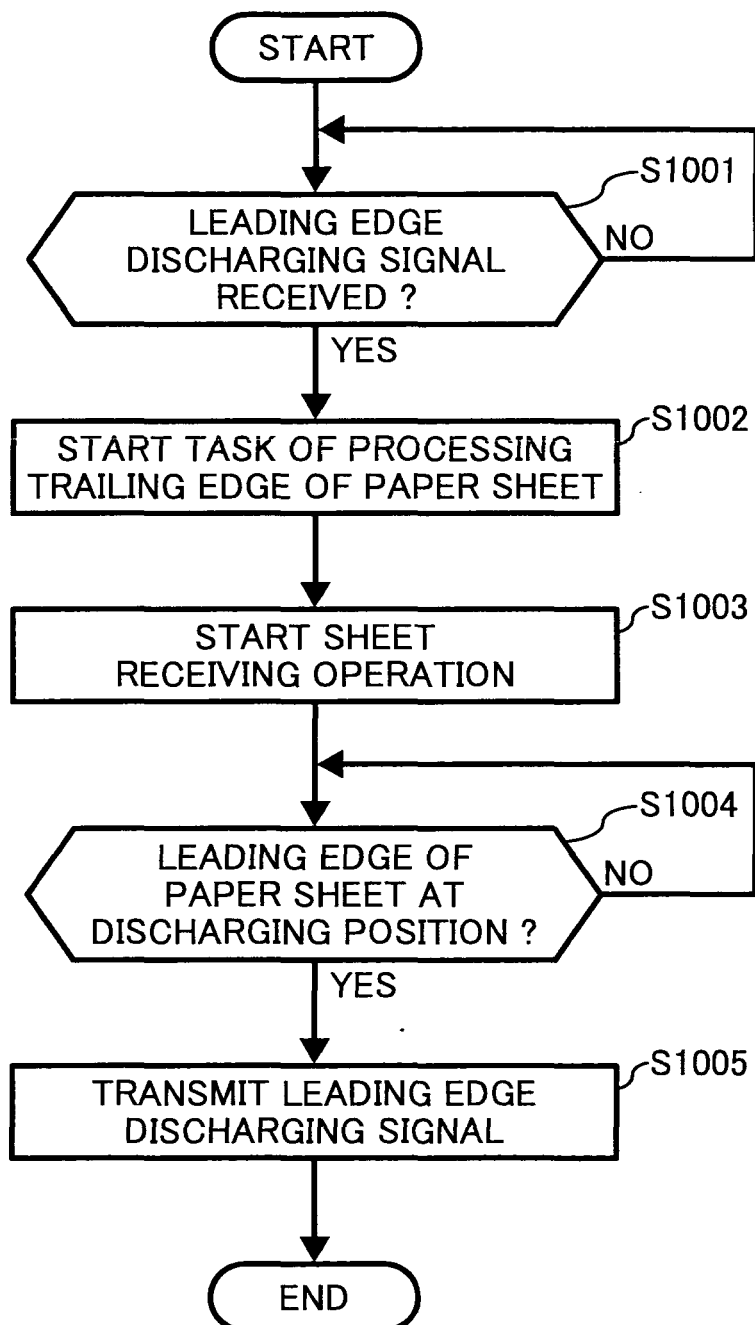 START
S1001
LEADING EDGE
DISCHARGING SIGNAL
RECEIVED ?
NO
YES
S1002
START TASK OF PROCESSING
TRAILING EDGE OF PAPER SHEET
S1003
START SHEET
RECEIVING OPERATION
S1004
LEADING EDGE OF
PAPER SHEET AT
DISCHARGING POSITION ?
NO
YES
S1005
TRANSMIT LEADING EDGE
DISCHARGING SIGNAL
END